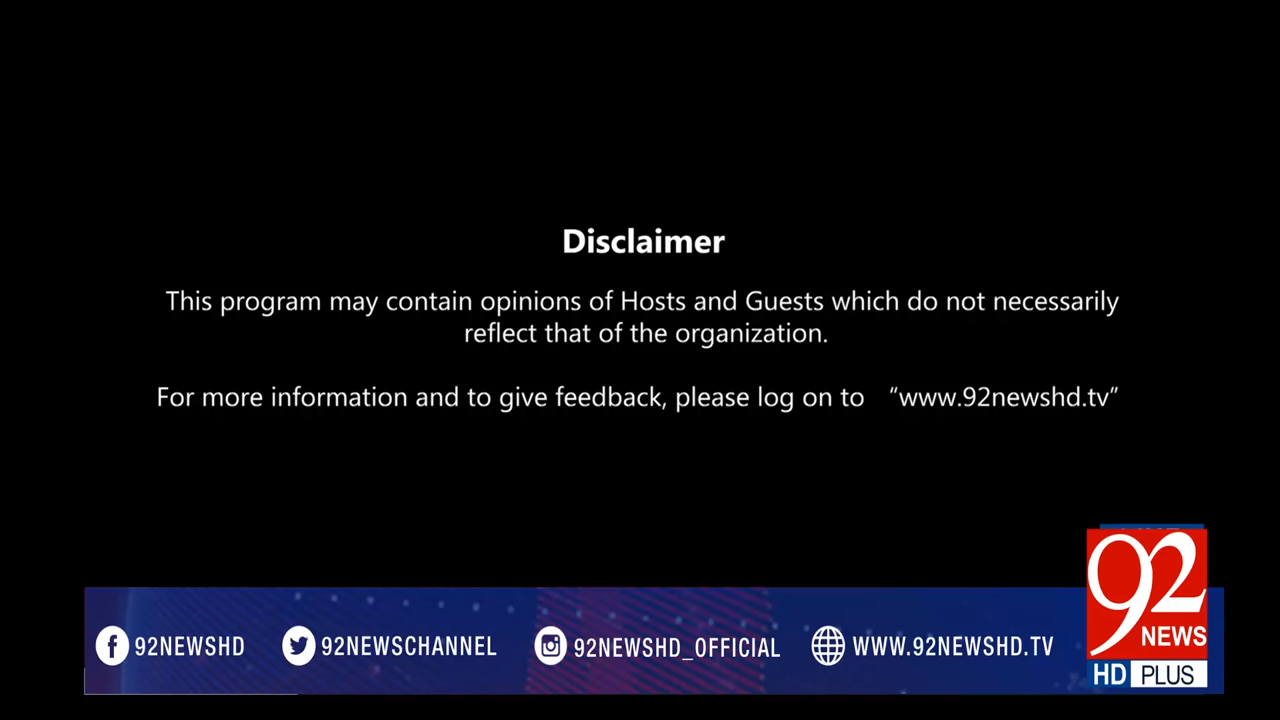 Disclaimer
This program may contain opinions of Hosts and Guests which do not necessarily
reflect that of the organization.
For more information and to give feedback, please log on to “www.92newshd.tv”
92NEWSHD
92NEWSCHANNEL
92NEWSHD_OFFICIAL
WWW.92NEWSHD.TV
92
NEWS
HD PLUS